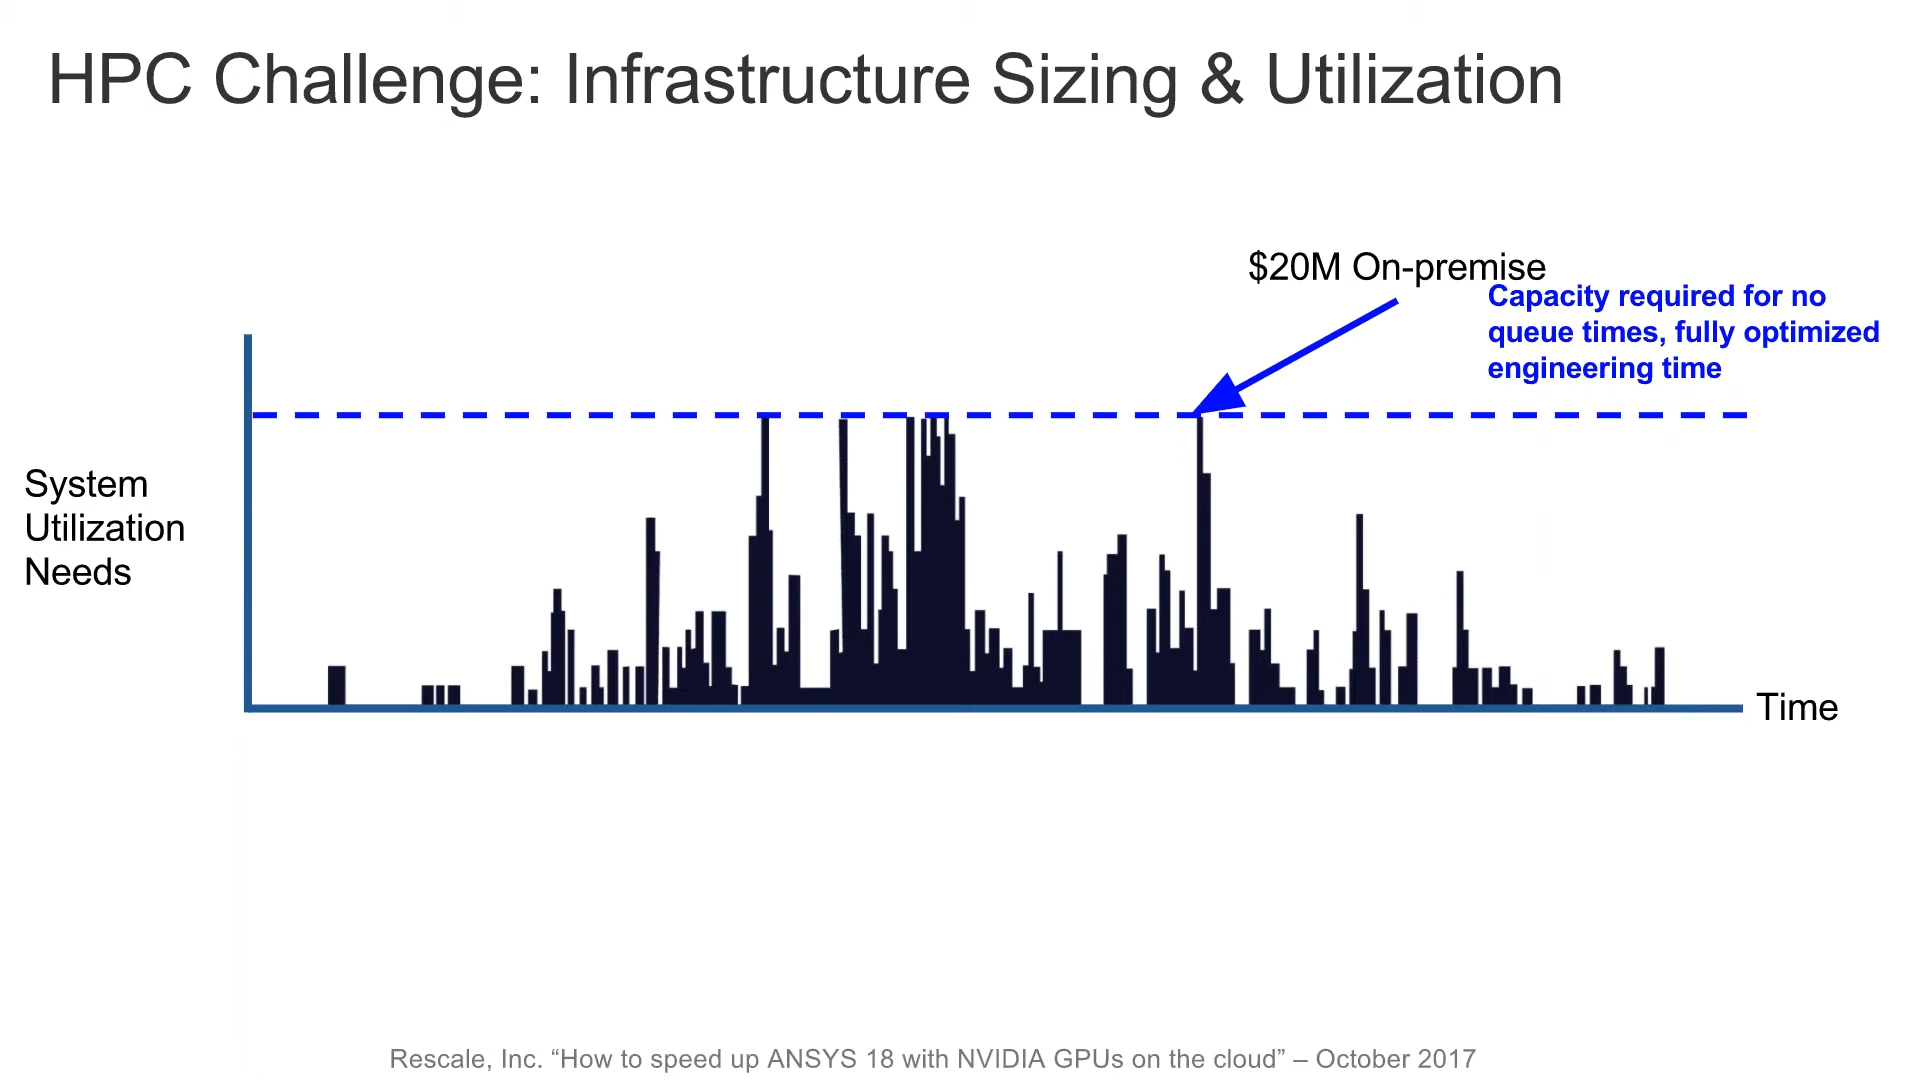 HPC Challenge: Infrastructure Sizing & Utilization
$20M On-premise
Capacity required for no
queue times, fully optimized
engineering time
System
Utilization
Needs
Time
Rescale, Inc. “How to speed up ANSYS 18 with NVIDIA GPUs on the cloud” – October 2017